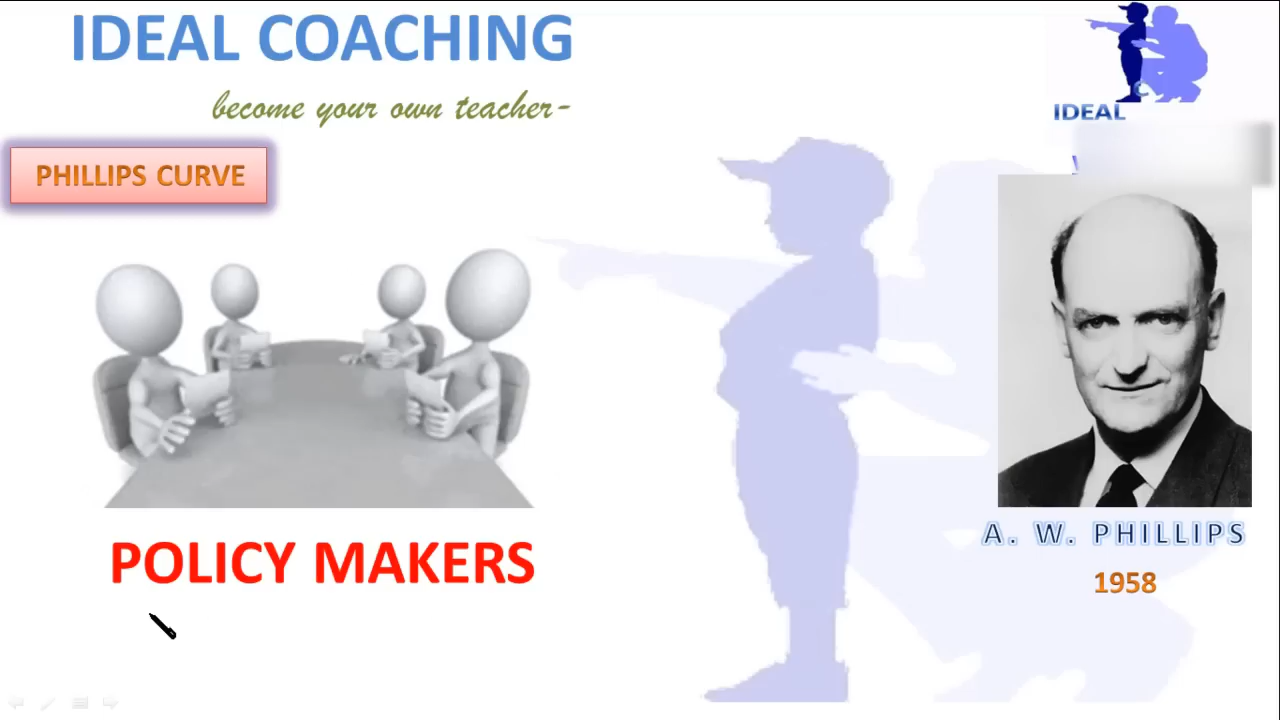 IDEAL COACHING
become your own teacher-
IDEAL
PHILLIPS CURVE
POLICY MAKERS
A. W. PHILLIPS
1958